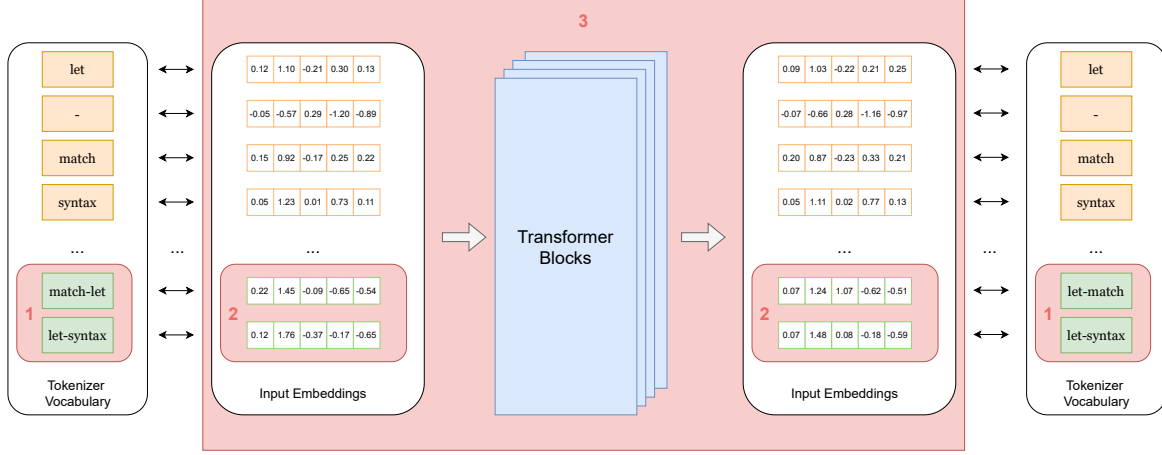 3
let
0.12 1.10 -0.21 0.30 0.13
0.09 1.03 -0.22 0.21 0.25
let
-
-0.05 -0.57 0.29 -1.20 -0.89
-0.07 -0.66 0.28 -1.16 -0.97
-
match
0.15 0.92 -0.17 0.25 0.22
0.20 0.87 -0.23 0.33 0.21
match
syntax
0.05 1.23 0.01 0.73 0.11
0.05 1.11 0.02 0.77 0.13
syntax
Transformer
Blocks
... ... ... ... ... ...
1
match-let
let-syntax
2
0.22 1.45 -0.09 -0.65 -0.54
0.12 1.76 -0.37 -0.17 -0.65
2
0.07 1.24 1.07 -0.62 -0.51
0.07 1.48 0.08 -0.18 -0.59
1
let-match
let-syntax
Tokenizer
Vocabulary
Input Embeddings
Input Embeddings
Tokenizer
Vocabulary